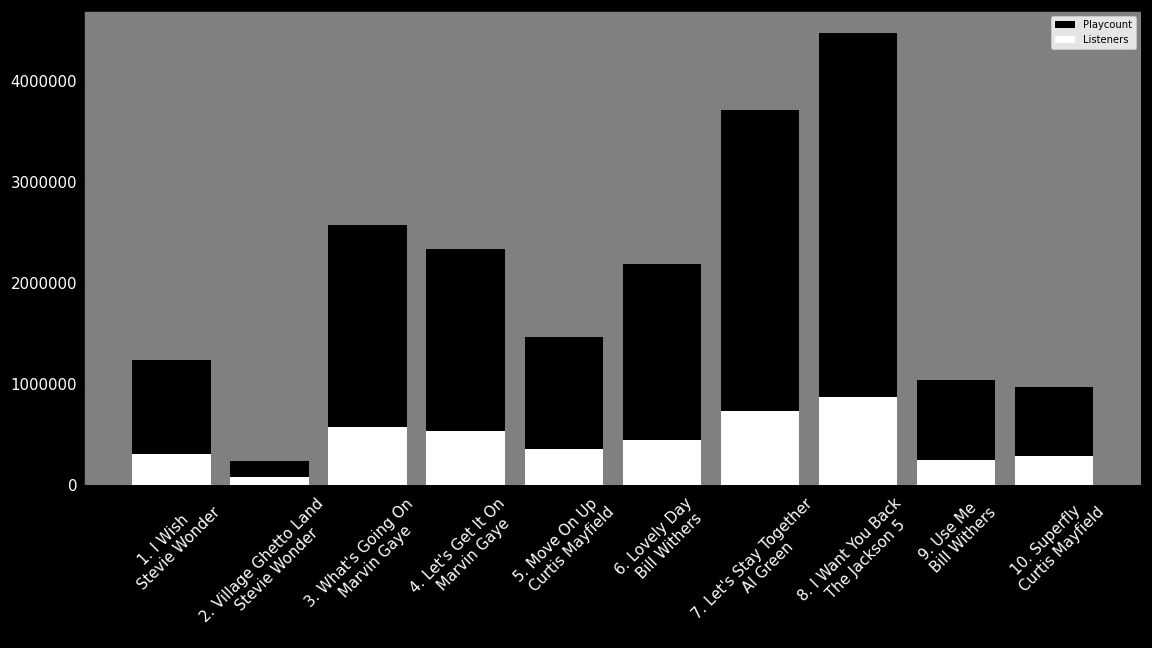 Playcount
Listeners
4000000
3000000
2000000
1000000
0
1. I Wish
Stevie Wonder
2. Village Ghetto Land
Stevie Wonder
3. What's Going On
Marvin Gaye
4. Let's Get It On
Marvin Gaye
5. Move On Up
Curtis Mayfield
6. Lovely Day
Bill Withers
7. Let's Stay Together
Al Green
8. I Want You Back
The Jackson 5
9. Use Me
Bill Withers
10. Superfly
Curtis Mayfield